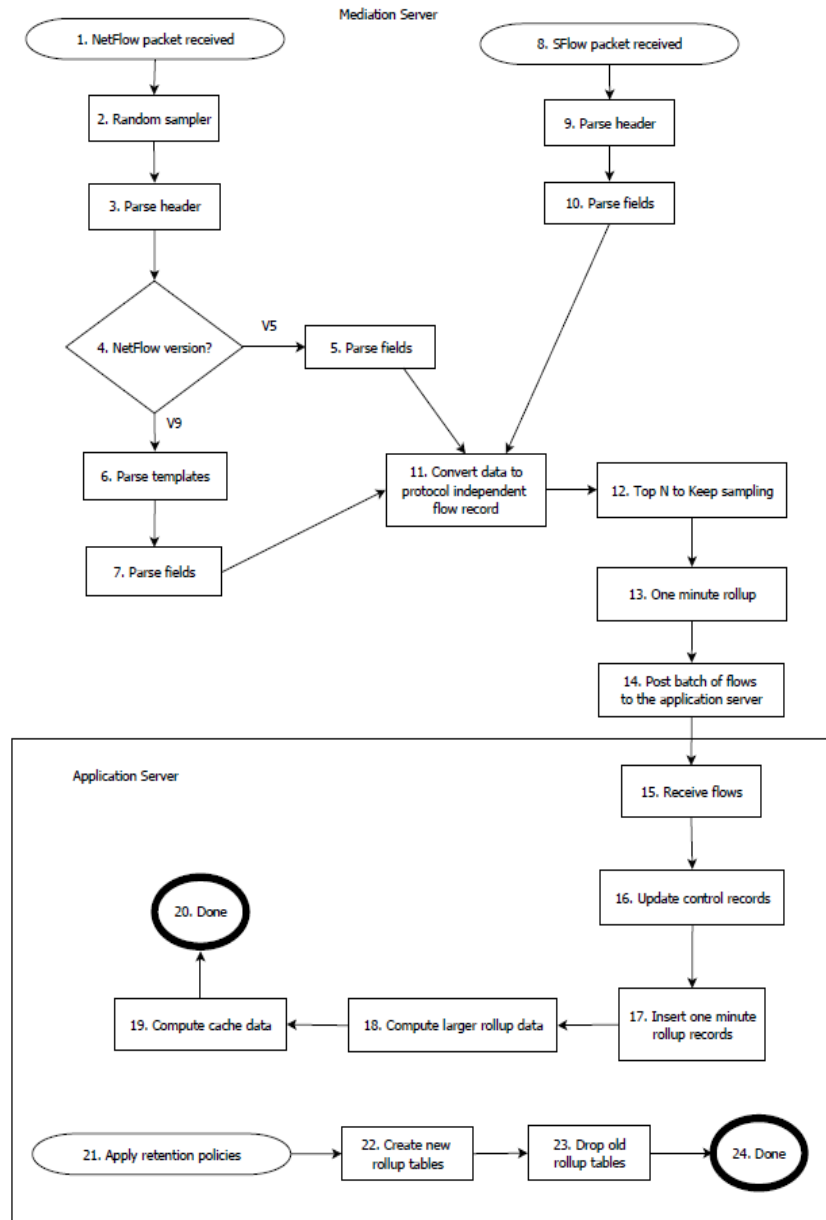 Mediation Server
1. NetFlow packet received
8. SFlow packet received
2. Random sampler
9. Parse header
3. Parse header
10. Parse fields
V5
4. NetFlow version?
5. Parse fields
V9
6. Parse templates
11. Convert data to
protocol independent
flow record
12. Top N to Keep sampling
7. Parse fields
13. One minute rollup
14. Post batch of flows
to the application server
Application Server
15. Receive flows
16. Update control records
20. Done
19. Compute cache data
18. Compute larger rollup data
17. Insert one minute
rollup records
21. Apply retention policies
22. Create new
rollup tables
23. Drop old
rollup tables
24. Done